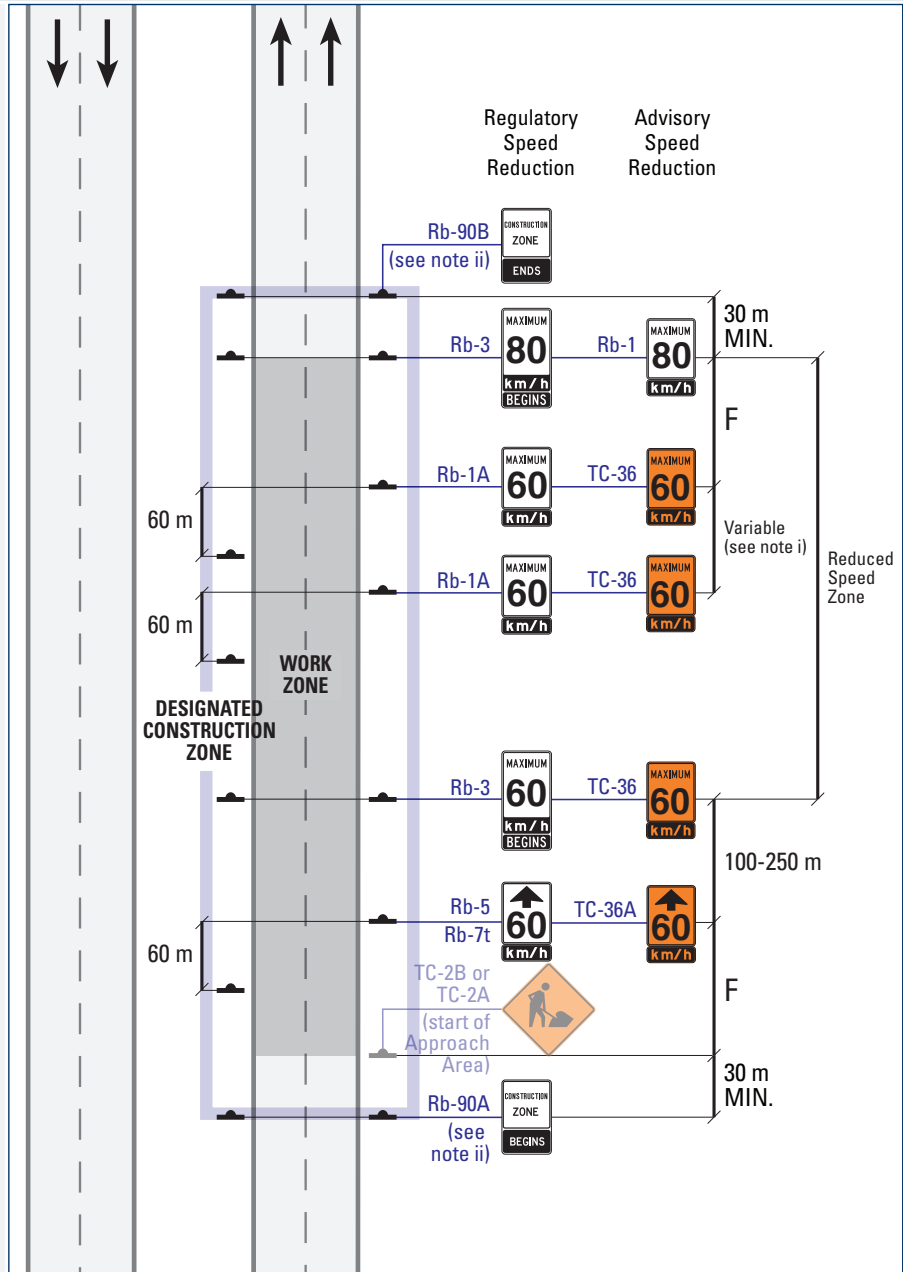 Regulatory
Speed
Reduction
Advisory
Speed
Reduction
Rb-90B
(see note ii)
CONSTRUCTION
ZONE
ENDS
30 m
MIN.
Rb-3
MAXIMUM
80
km/h
BEGINS
Rb-1
MAXIMUM
80
km/h
F
Rb-1A
MAXIMUM
60
km/h
TC-36
MAXIMUM
60
km/h
60 m
Variable
(see note i)
Reduced
Speed
Zone
Rb-1A
MAXIMUM
60
km/h
TC-36
MAXIMUM
60
km/h
60 m
WORK
ZONE
DESIGNATED
CONSTRUCTION
ZONE
Rb-3
MAXIMUM
60
km/h
BEGINS
TC-36
MAXIMUM
60
km/h
100-250 m
Rb-5
Rb-7t
60
km/h
TC-36A
60
km/h
60 m
TC-2B or
TC-2A
(start of
Approach
Area)
F
30 m
MIN.
Rb-90A
(see
note ii)
CONSTRUCTION
ZONE
BEGINS